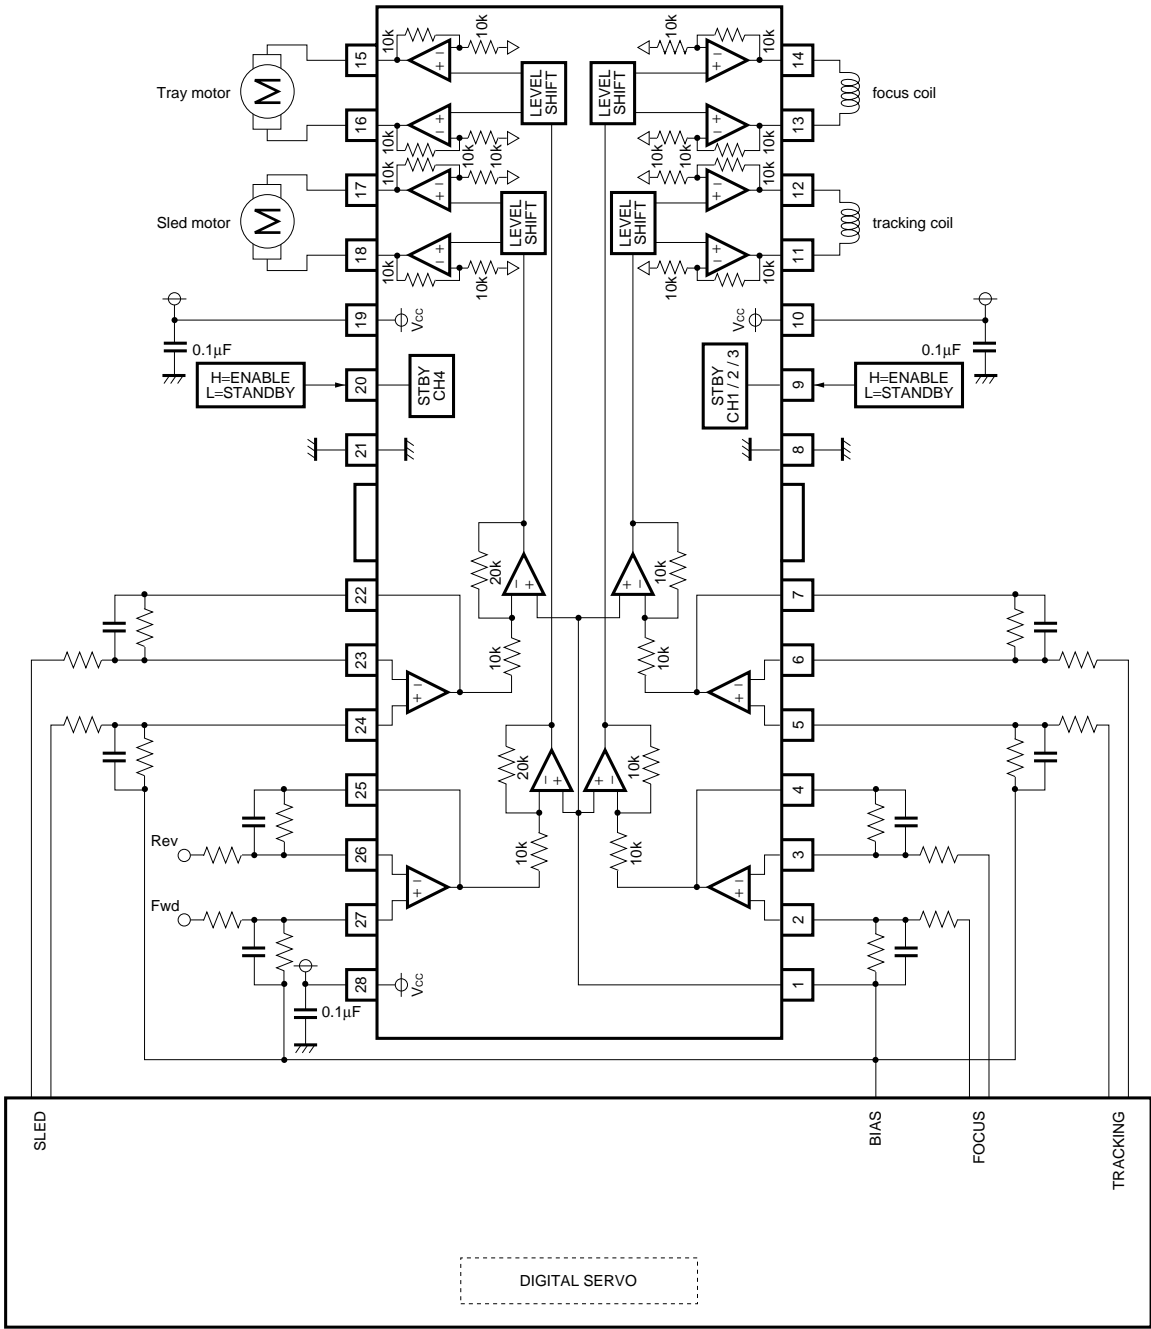 10k
10k
10k
10k
15
14
Tray motor
M
LEVEL
SHIFT
LEVEL
SHIFT
focus coil
16
13
10k
10k
10k
10k
10k
10k
10k
10k
17
12
Sled motor
M
LEVEL
SHIFT
LEVEL
SHIFT
tracking coil
18
11
10k
10k
10k
10k
19
Vcc
Vcc
10
0.1μF
0.1μF
H=ENABLE
L=STANDBY
20
STBY
CH4
STBY
CH1 / 2 / 3
9
H=ENABLE
L=STANDBY
21
8
20k
− +
+ −
10k
22
7
10k
10k
23
6
− +
− +
24
5
20k
− +
+ −
10k
25
4
Rev
26
10k
10k
3
− +
− +
Fwd
27
2
28
Vcc
1
0.1μF
SLED
BIAS
FOCUS
TRACKING
DIGITAL SERVO